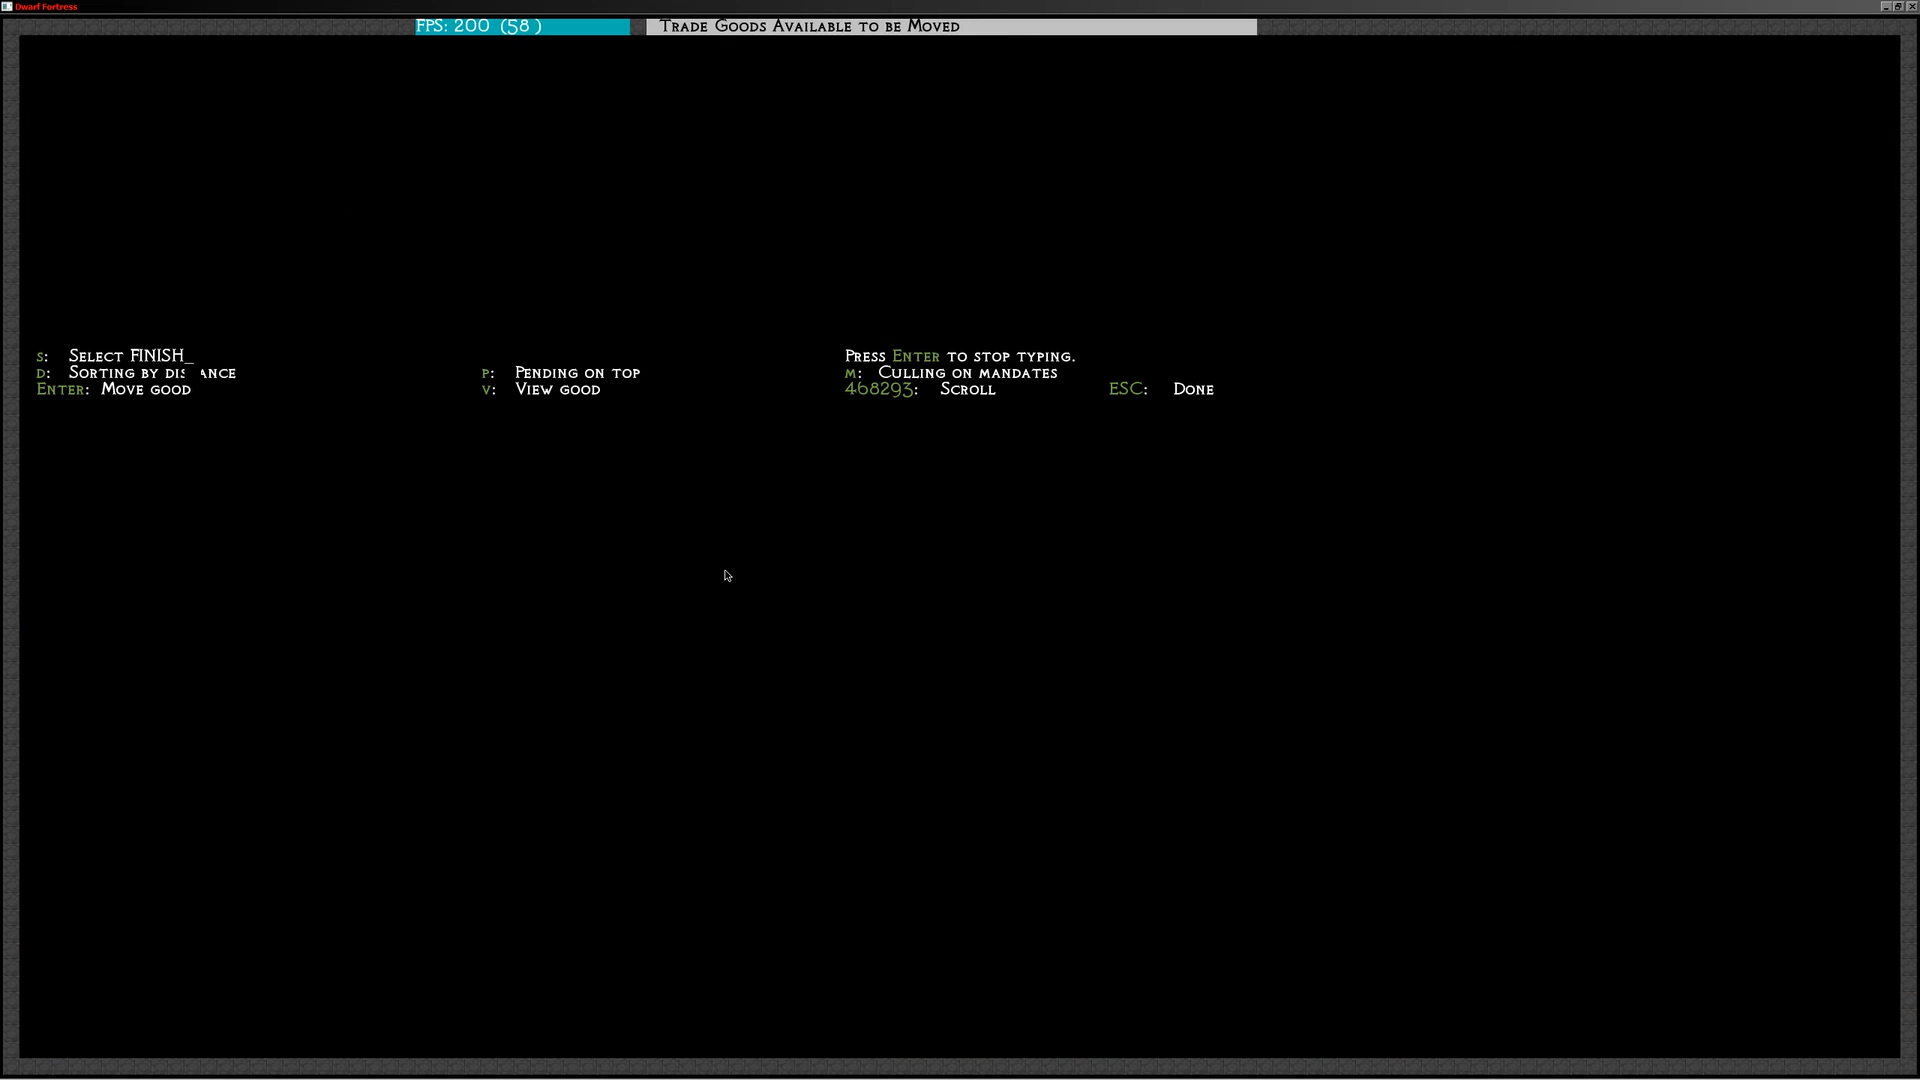 Dwarf Fortress
FPS: 200 (58 ) Trade Goods Available to be Moved
s: Select FINISH_ Press Enter to stop typing.
d: Sorting by dis ance p: Pending on top m: Culling on mandates
Enter: Move good v: View good 468293: Scroll ESC: Done